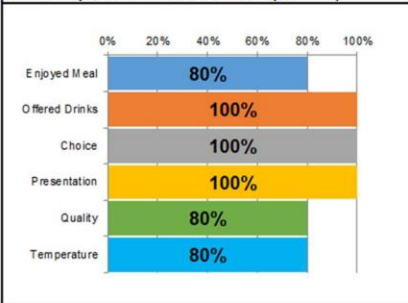 0% 20% 40% 60% 80% 100%
Enjoyed Meal 80%
Offered Drinks 100%
Choice 100%
Presentation 100%
Quality 80%
Temperature 80%